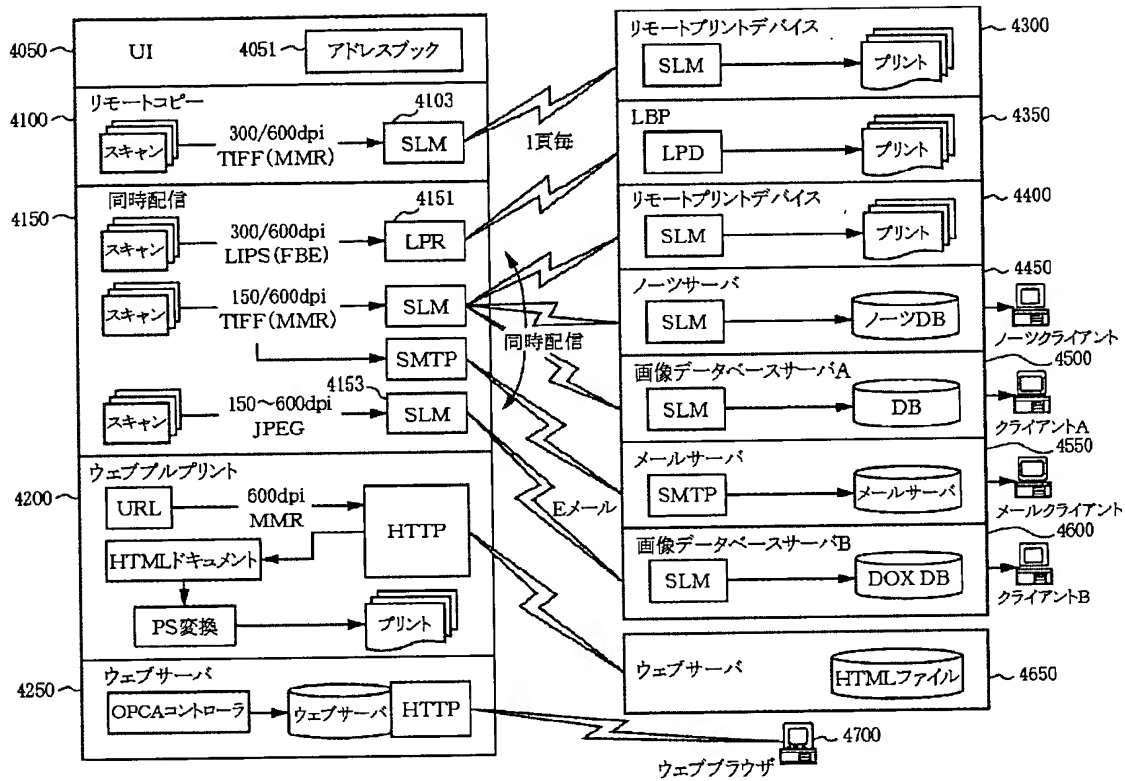 4050
UI
4051
アドレスブック
4100
リモートコピー
スキャン
300/600dpi
TIFF(MMR)
4103
SLM
1頁毎
4150
同時配信
スキャン
300/600dpi
LIPS(FBE)
4151
LPR
スキャン
150/600dpi
TIFF(MMR)
SLM
SMTP
同時配信
スキャン
150～600dpi
JPEG
4153
SLM
Eメール
4200
ウェブプルプリント
URL
600dpi
MMR
HTTP
HTMLドキュメント
PS変換
プリント
4250
ウェブサーバ
OPCAコントローラ
ウェブサーバ
HTTP
リモートプリントデバイス
4300
SLM
プリント
LBP
4350
LPD
プリント
リモートプリントデバイス
4400
SLM
プリント
4450
ノーツサーバ
SLM
ノーツDB
ノーツクライアント
4500
画像データベースサーバA
SLM
DB
クライアントA
4550
メールサーバ
SMTP
メールサーバ
メールクライアント
4600
画像データベースサーバB
SLM
DOX DB
クライアントB
ウェブサーバ
HTMLファイル
4650
4700
ウェブブラウザ